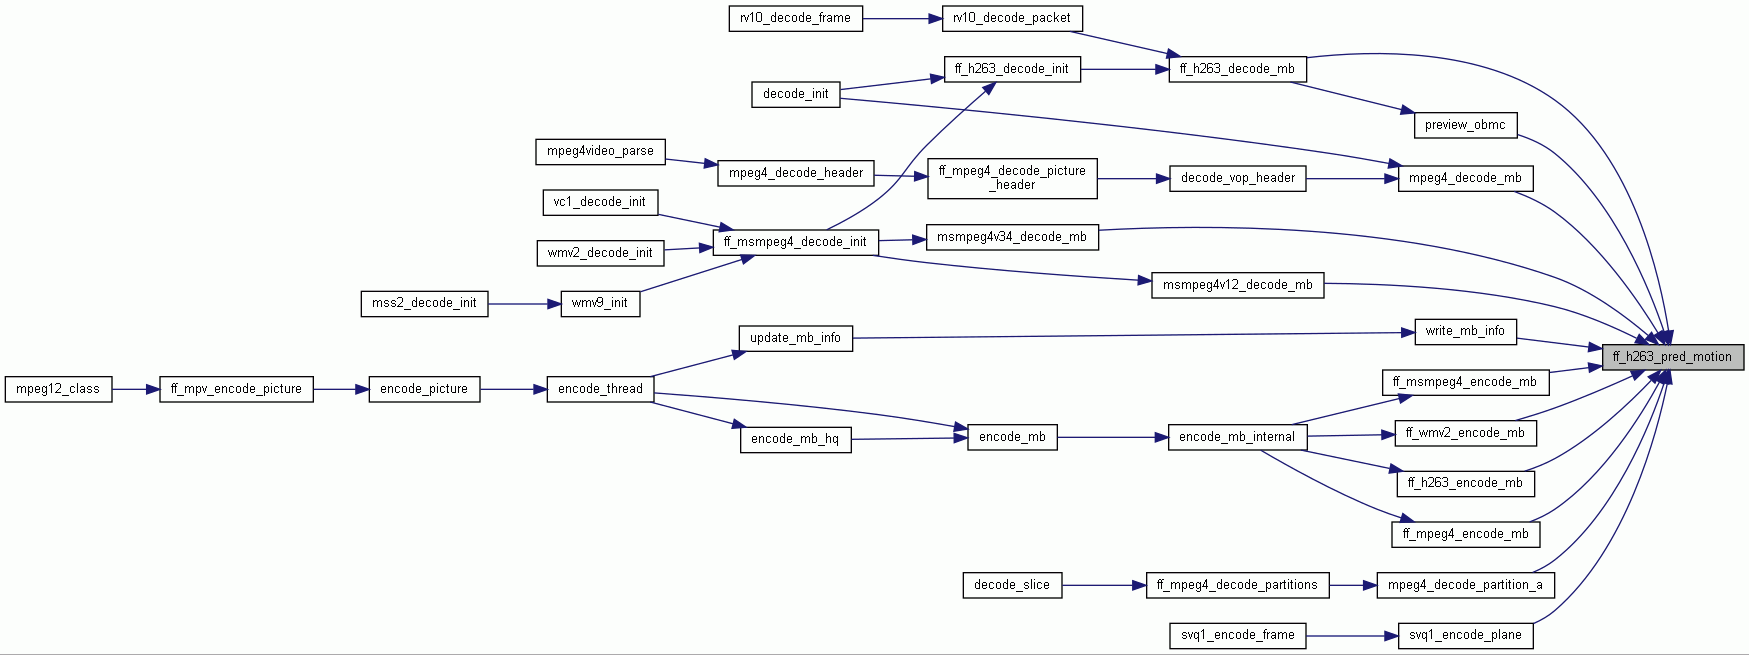 rv10_decode_frame
rv10_decode_packet
ff_h263_decode_init
ff_h263_decode_mb
decode_init
preview_obmc
mpeg4video_parse
mpeg4_decode_header
ff_mpeg4_decode_picture
_header
decode_vop_header
mpeg4_decode_mb
vc1_decode_init
ff_msmpeg4_decode_init
msmpeg4v34_decode_mb
wmv2_decode_init
msmpeg4v12_decode_mb
mss2_decode_init
wmv9_init
update_mb_info
write_mb_info
ff_h263_pred_motion
mpeg12_class
ff_mpv_encode_picture
encode_picture
encode_thread
ff_msmpeg4_encode_mb
encode_mb_hq
encode_mb
encode_mb_internal
ff_wmv2_encode_mb
ff_h263_encode_mb
ff_mpeg4_encode_mb
decode_slice
ff_mpeg4_decode_partitions
mpeg4_decode_partition_a
svq1_encode_frame
svq1_encode_plane